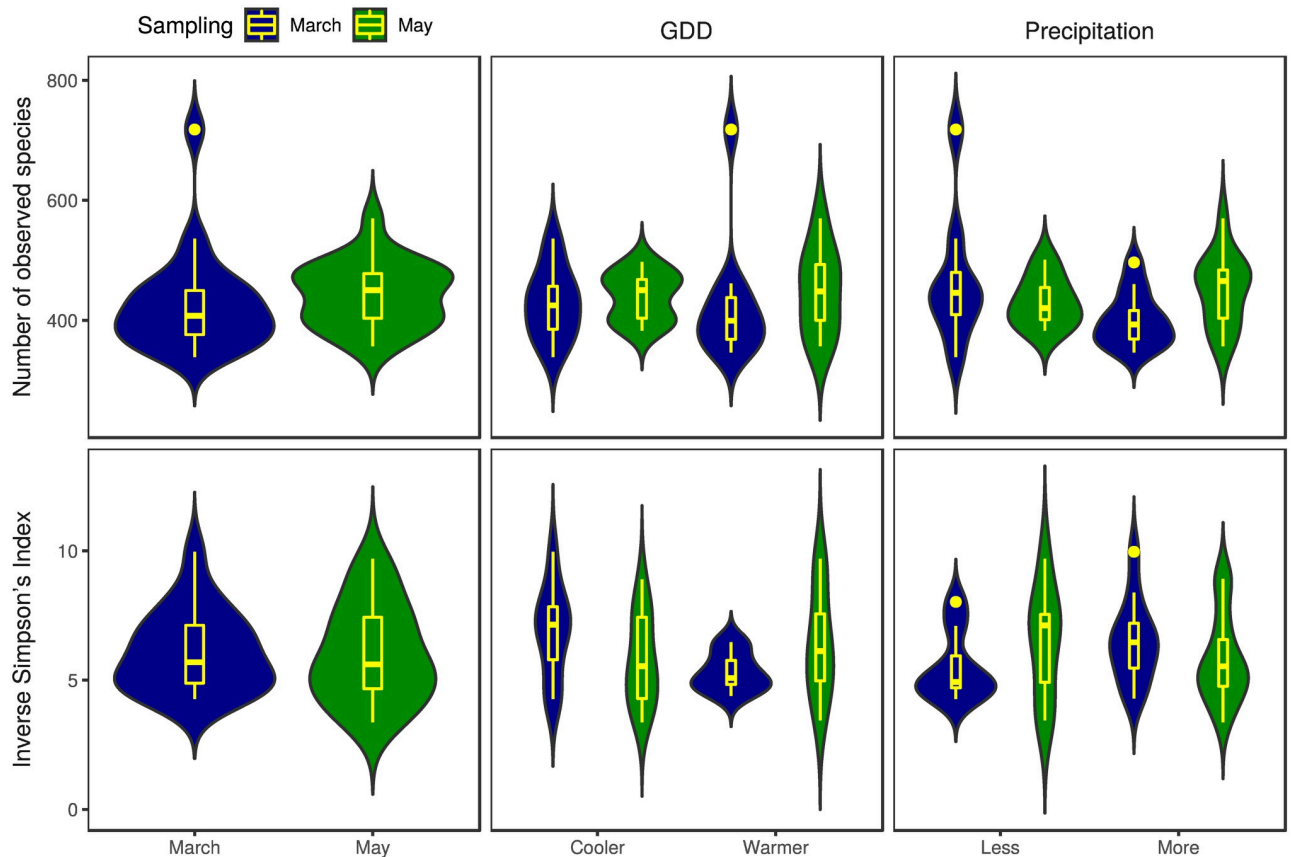 Sampling March May
GDD
Precipitation
Number of observed species
800
600
400
Inverse Simpson's Index
10
5
0
March May
Cooler Warmer
Less More